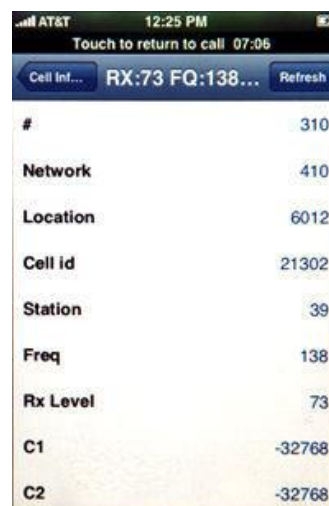 AT&T 12:25 PM
Touch to return to call 07:06
Cell Inf... RX:73 FQ:138... Refresh
# 310
Network 410
Location 6012
Cell id 21302
Station 39
Freq 138
Rx Level 73
C1 -32768
C2 -32768